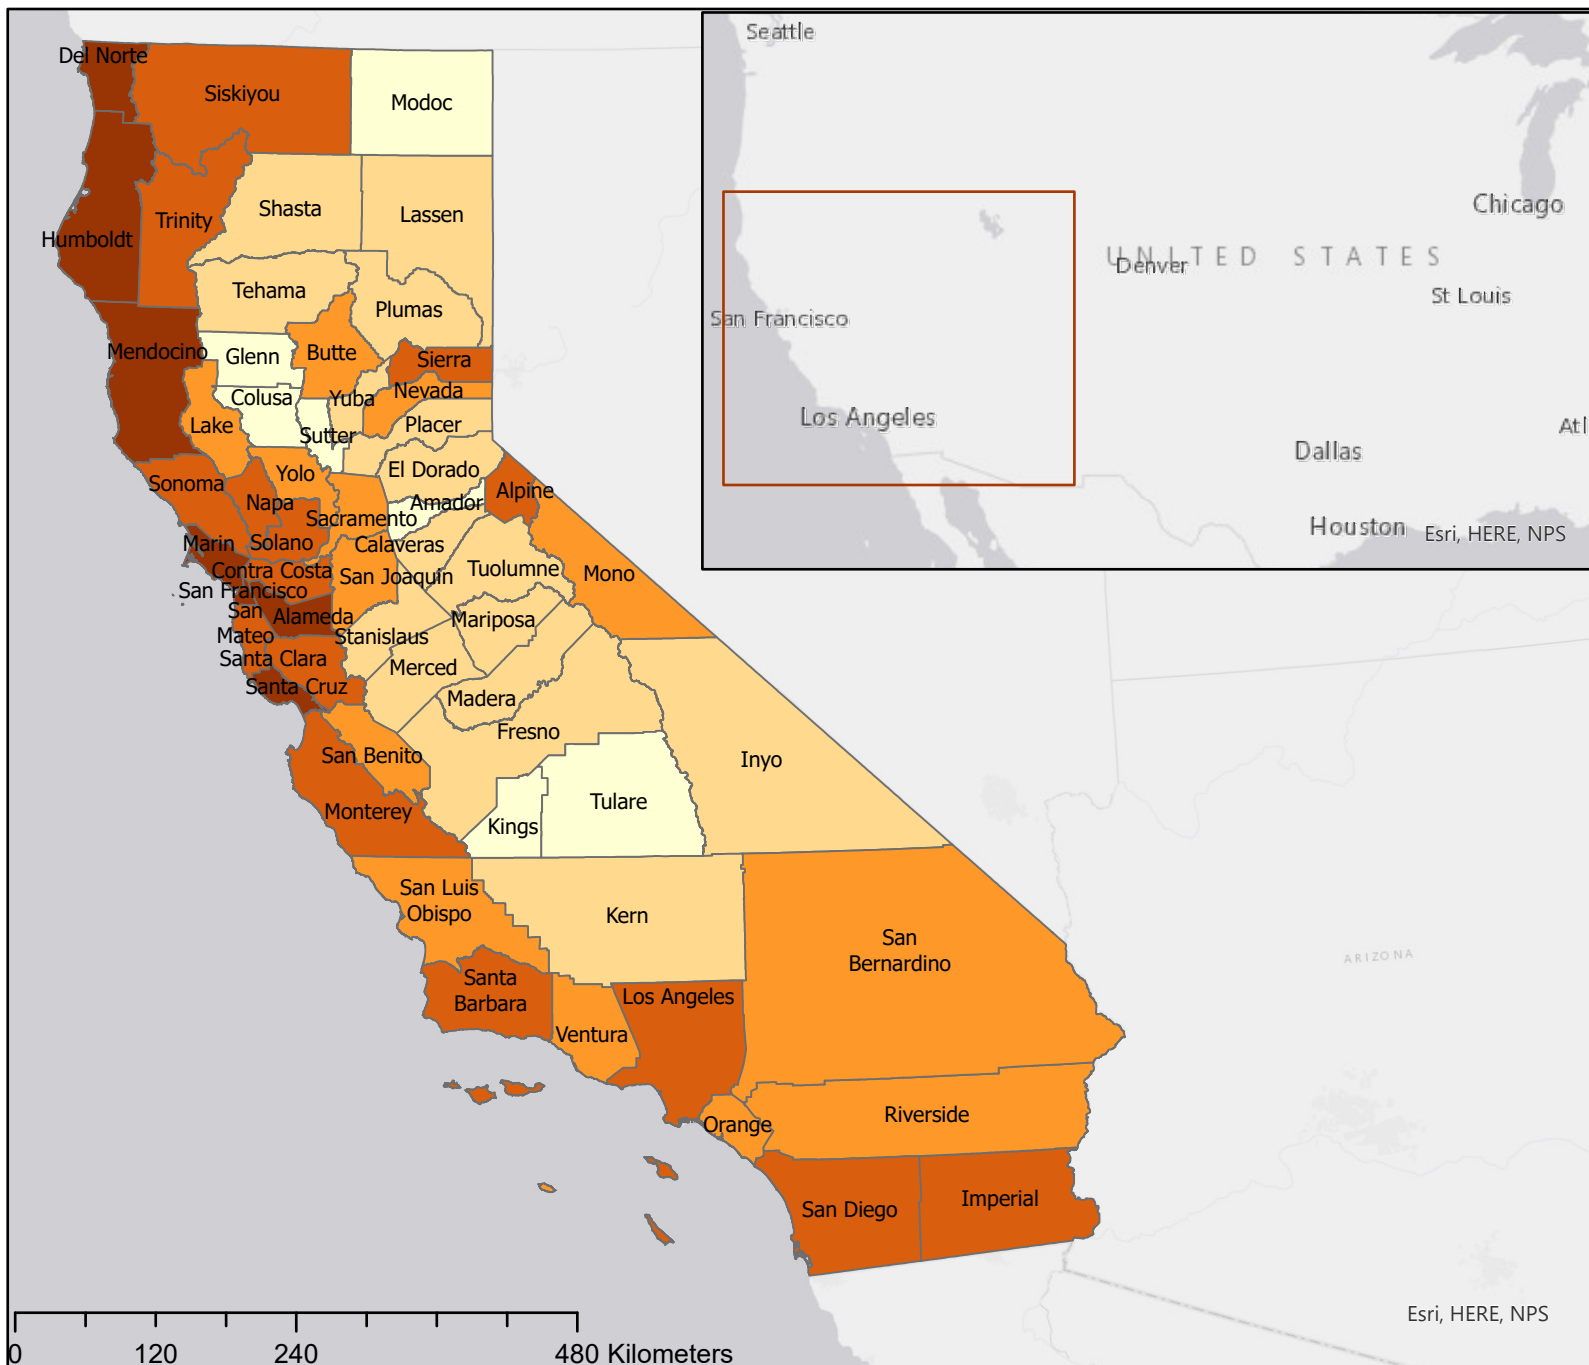 Del Norte
Siskiyou
Modoc
Humboldt
Trinity
Shasta
Lassen
Tehama
Plumas
Mendocino
Glenn
Butte
Sierra
Colusa
Yuba
Nevada
Lake
Sutter
Placer
Sonoma
Yolo
El Dorado
Napa
Amador
Alpine
Sacramento
Marin
Solano
Calaveras
Contra Costa
San Joaquin
Tuolumne
Mono
San Francisco
San
Mateo
Alameda
Stanislaus
Mariposa
Santa Clara
Merced
Santa Cruz
Madera
San Benito
Fresno
Inyo
Monterey
Kings
Tulare
San Luis
Obispo
Kern
San
Bernardino
Santa
Barbara
Ventura
Los Angeles
Orange
Riverside
San Diego
Imperial
Seattle
Chicago
UNITED STATES
Denver
St Louis
San Francisco
Los Angeles
Atl
Dallas
Houston
Esri, HERE, NPS
ARIZONA
Esri, HERE, NPS
0 120 240 480 Kilometers